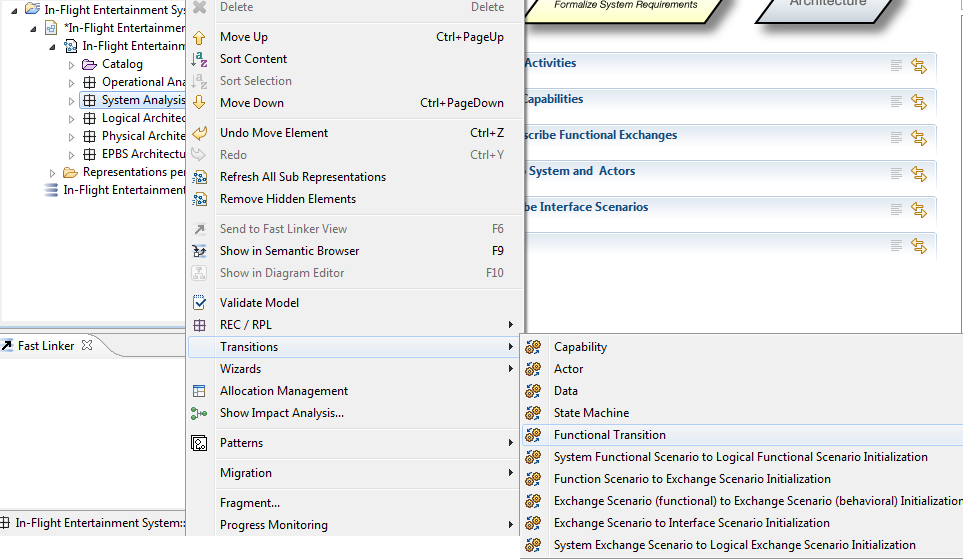 In-Flight Entertainment Sy
*In-Flight Entertainmen
In-Flight Entertainm
Catalog
Operational Ana
System Analysis
Logical Architec
Physical Archite
EPBS Architectu
Representations per
In-Flight Entertainment
Fast Linker
In-Flight Entertainment System::
Delete Delete
Move Up Ctrl+PageUp
Sort Content
Sort Selection
Move Down Ctrl+PageDown
Undo Move Element Ctrl+Z
Redo Ctrl+Y
Refresh All Sub Representations
Remove Hidden Elements
Send to Fast Linker View F6
Show in Semantic Browser F9
Show in Diagram Editor F10
Validate Model
REC / RPL
Transitions
Wizards
Allocation Management
Show Impact Analysis...
Patterns
Migration
Fragment...
Progress Monitoring
Formalize System Requirements
Architecture
Activities
Capabilities
scribe Functional Exchanges
System and Actors
be Interface Scenarios
Capability
Actor
Data
State Machine
Functional Transition
System Functional Scenario to Logical Functional Scenario Initialization
Function Scenario to Exchange Scenario Initialization
Exchange Scenario (functional) to Exchange Scenario (behavioral) Initialization
Exchange Scenario to Interface Scenario Initialization
System Exchange Scenario to Logical Exchange Scenario Initialization